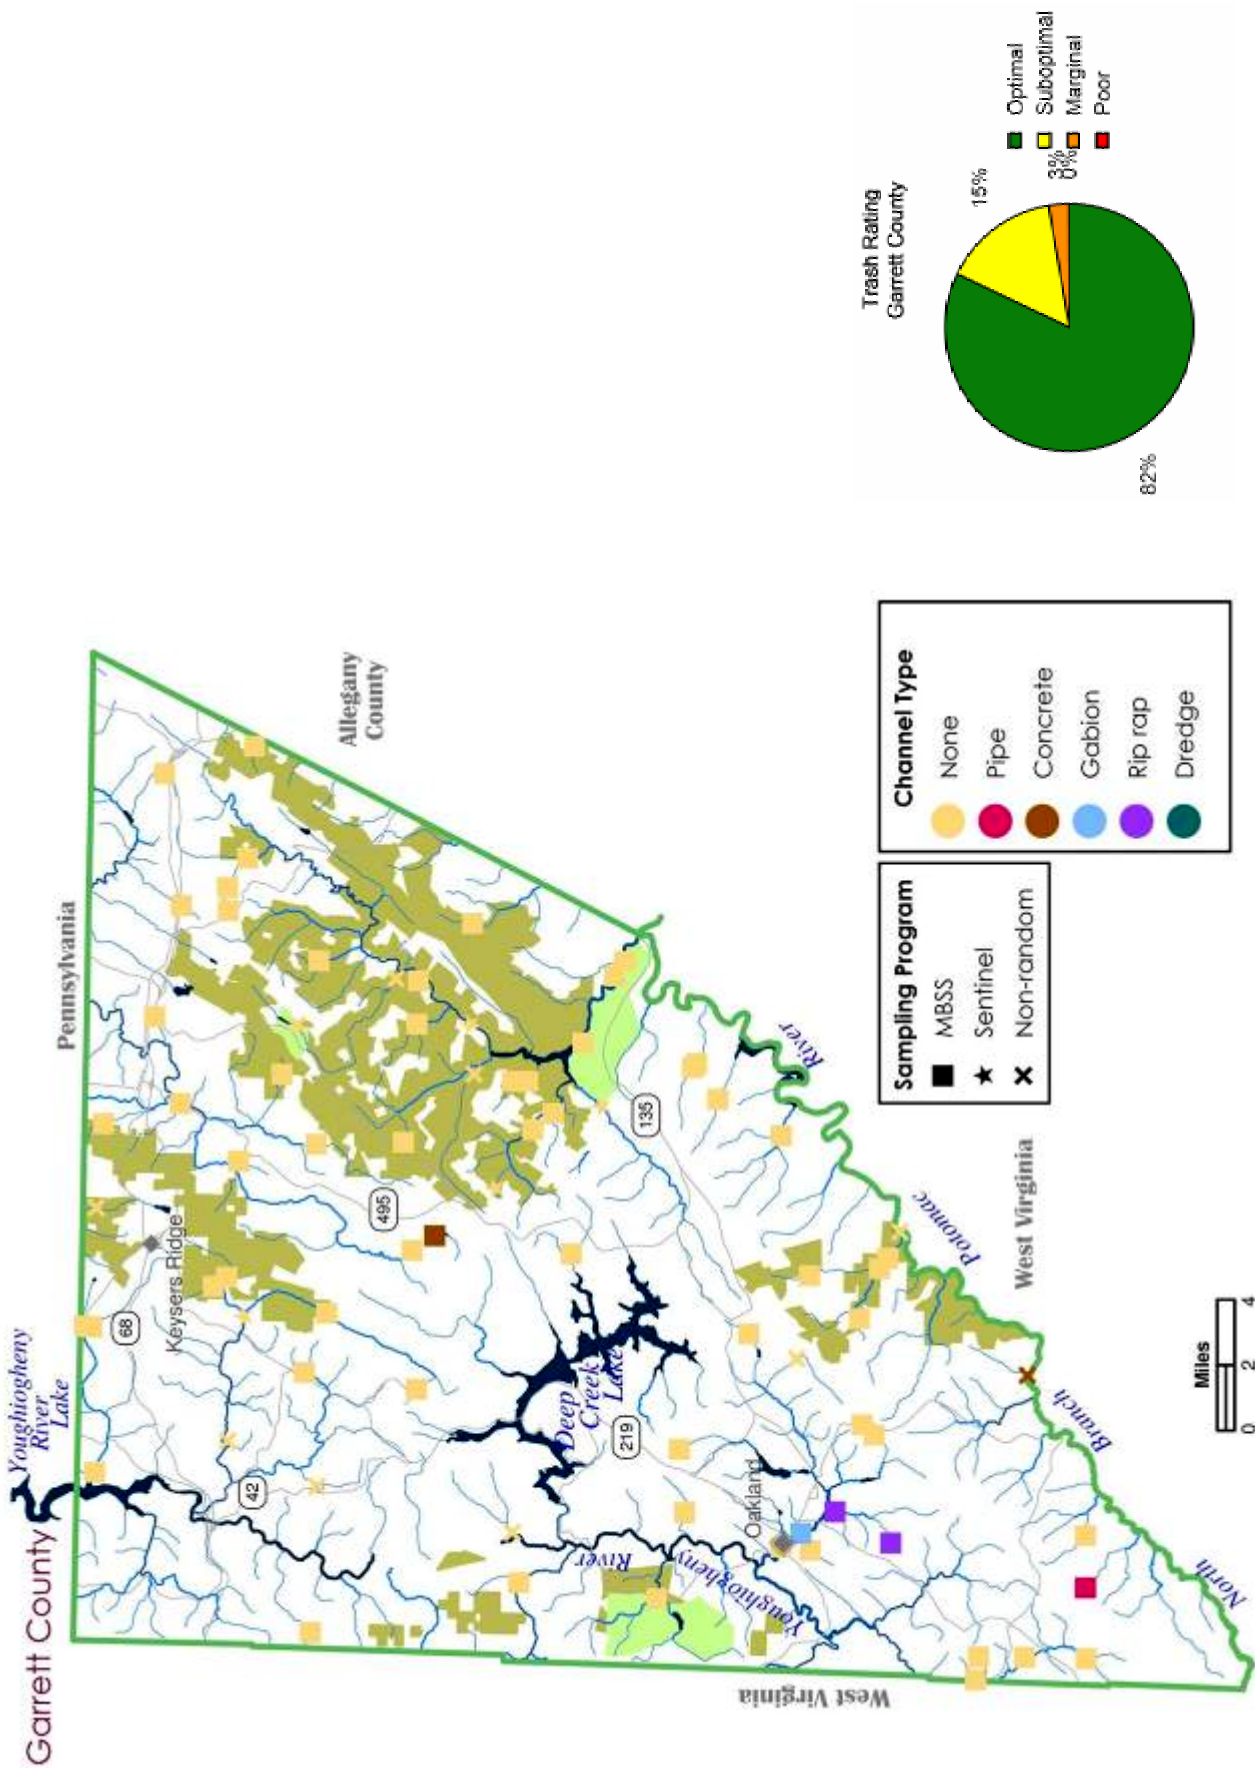 Garrett County
Youghiogheny
River
Lake
Pennsylvania
68
Keysers Ridge
42
495
Allegany
County
Deep
Creek
Lake
219
135
Oakland
Youghiogheny
River
West Virginia
River
Potomac
West Virginia
Branch
North
Miles
0
2
4
Sampling Program
MBSS
Sentinel
Non-random
Channel Type
None
Pipe
Concrete
Gabion
Rip rap
Dredge
Trash Rating
Garrett County
15%
3%
0%
82%
Optimal
Suboptimal
Marginal
Poor